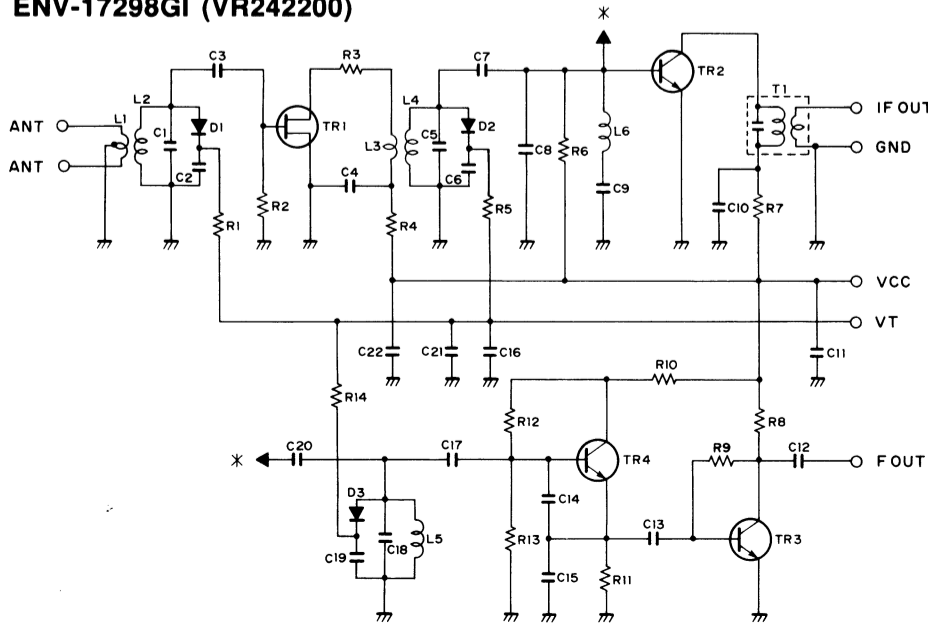 ENV-17298GI (VR242200)
*
C3
R3
C7
TR2
T1
L2
L4
IF OUT
L1
D1
TR1
D2
ANT
C1
L3
C5
L6
C8
R6
GND
ANT
C2
C4
C6
C9
R2
R5
C10
R7
R1
R4
VCC
VT
C22
C21
C16
C11
R10
R14
R12
R8
C20
C17
R9
C12
*
TR4
F OUT
D3
C14
C13
C19
C18
L5
R13
TR3
C15
R11